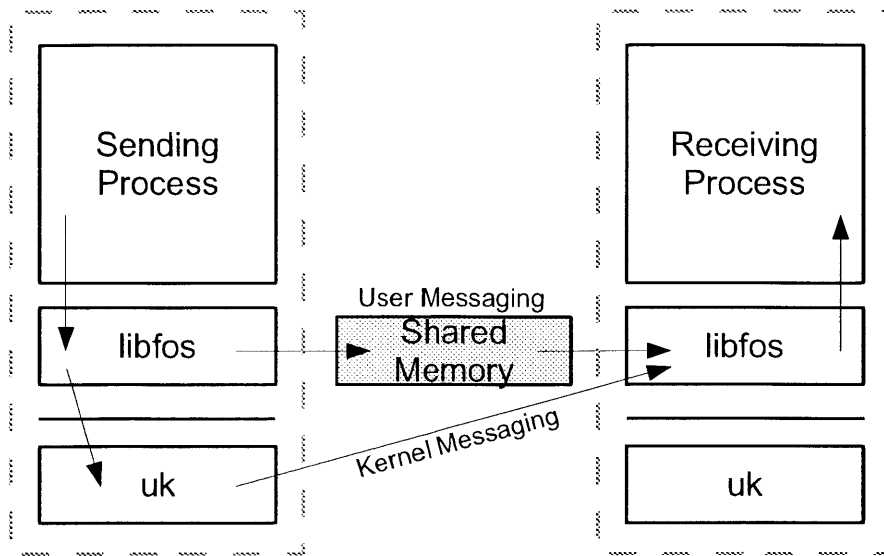 Sending
Process
Receiving
Process
User Messaging
libfos
Shared
Memory
libfos
Kernel Messaging
uk
uk